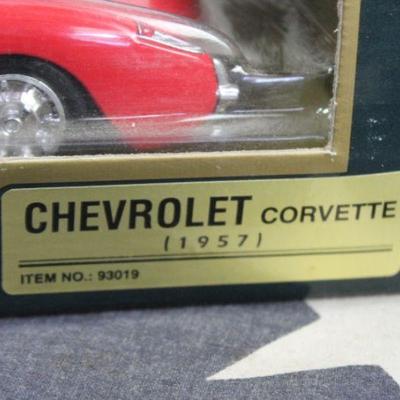 CHEVROLET CORVETTE
(1957)
ITEM NO.: 93019